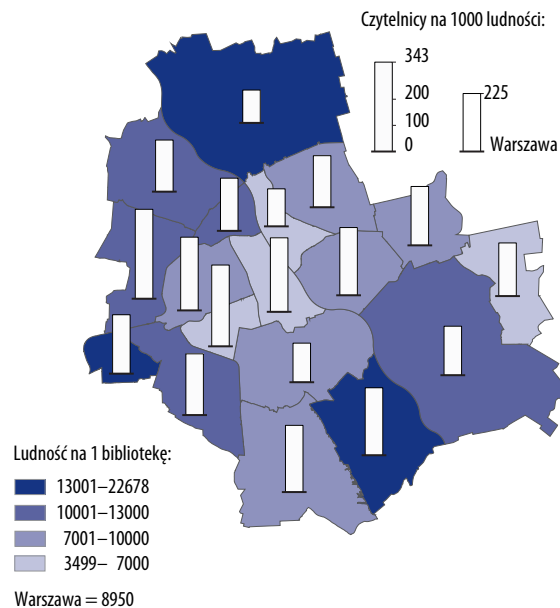 Czytelnicy na 1000 ludności:
343
200
100
0
225
Warszawa
Ludność na 1 bibliotekę:
13001–22678
10001–13000
7001–10000
3499– 7000
Warszawa = 8950